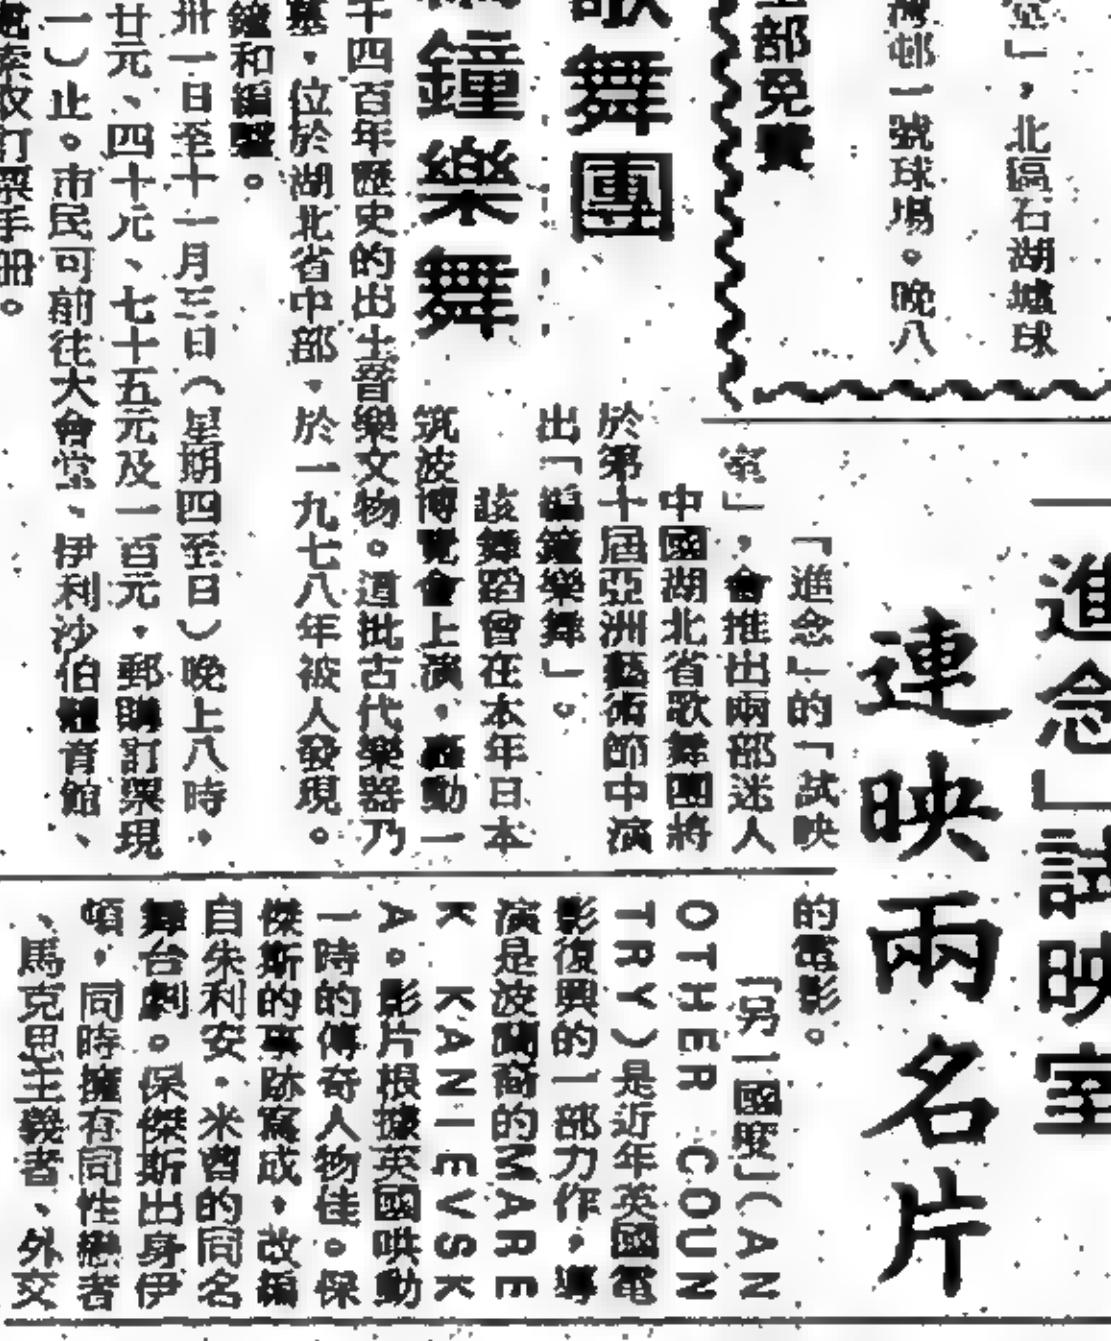 」，北區石湖墟球
一號球場。晚八
部免費
歌舞團
鐘樂舞
中國湖北省歌舞團將
於第十屆亞洲藝術節中演
出「編鐘樂舞」。
該舞蹈曾在本年日本
筑波博覽會上演，轟動一
千四百年歷史的出土音樂文物。這批古代樂器乃
墓，位於湖北省中部，於一九七八年被人發現。
鐘和編磬。
卅一日至十一月三日（星期四至日）晚上八時，
廿元、四十元、七十五元及一百元，郵購訂票現
一）止。市民可前往大會堂、伊利沙伯體育館、
索取訂票手册。
進念」試映室
連映兩名片
「進念」的「試映
室」，會推出兩部迷人
的電影。
「另一國度」（AN
OTHER COUN
TRY）是近年英國電
影復興的一部力作，導
演是波蘭裔的MARE
K KANIEVSK
A。影片根據英國哄動
一時的傳奇人物佳。保
傑斯的事跡寫成，改編
自朱利安．米曹的同名
舞台劇。保傑斯出身伊
頓，同時擁有同性戀者
、馬克思主義者、外交